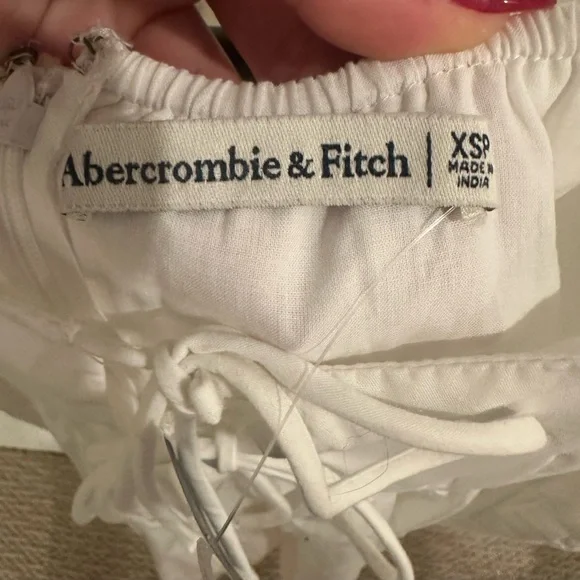 Abercrombie & Fitch | XSP
MADE IN
INDIA